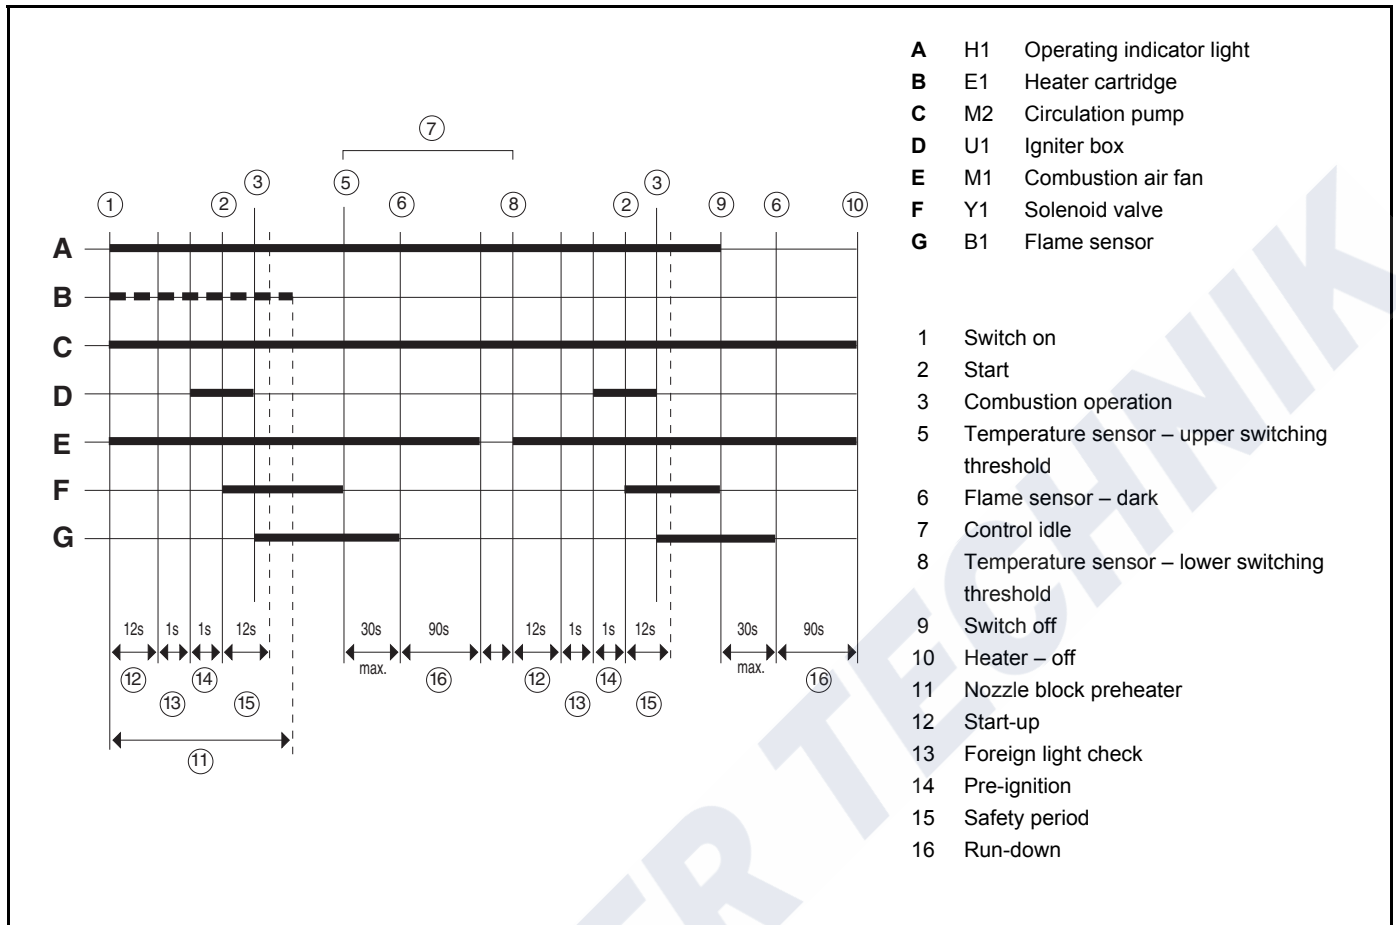 7
3 5 3
1 2 6 8 2 9 6 10
A
B
C
D
E
F
G
12s 1s 1s 12s 30s 90s 12s 1s 1s 12s 30s 90s
max. max.
12 14 16 12 14 16
13 15 13 15
11
A H1 Operating indicator light
B E1 Heater cartridge
C M2 Circulation pump
D U1 Igniter box
E M1 Combustion air fan
F Y1 Solenoid valve
G B1 Flame sensor
1 Switch on
2 Start
3 Combustion operation
5 Temperature sensor – upper switching
threshold
6 Flame sensor – dark
7 Control idle
8 Temperature sensor – lower switching
threshold
9 Switch off
10 Heater – off
11 Nozzle block preheater
12 Start-up
13 Foreign light check
14 Pre-ignition
15 Safety period
16 Run-down
ER TECHNIK